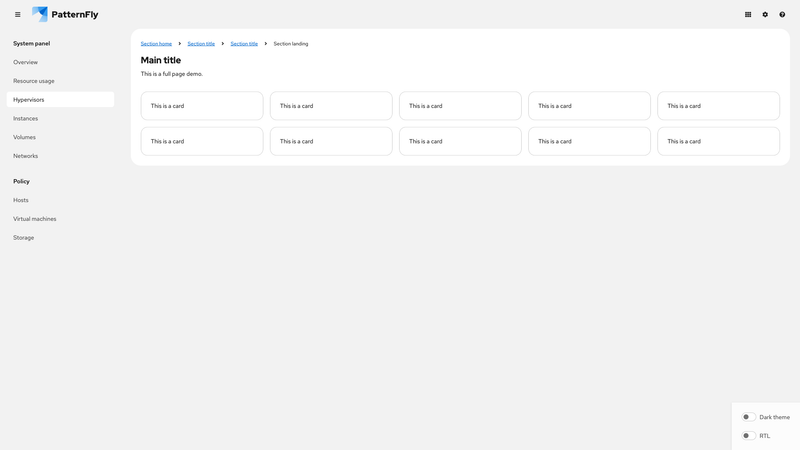 PatternFly
System panel
Overview
Resource usage
Hypervisors
Instances
Volumes
Networks
Policy
Hosts
Virtual machines
Storage
Section home Section title Section title Section landing
Main title
This is a full page demo.
This is a card This is a card This is a card This is a card This is a card
This is a card This is a card This is a card This is a card This is a card
Dark theme
RTL